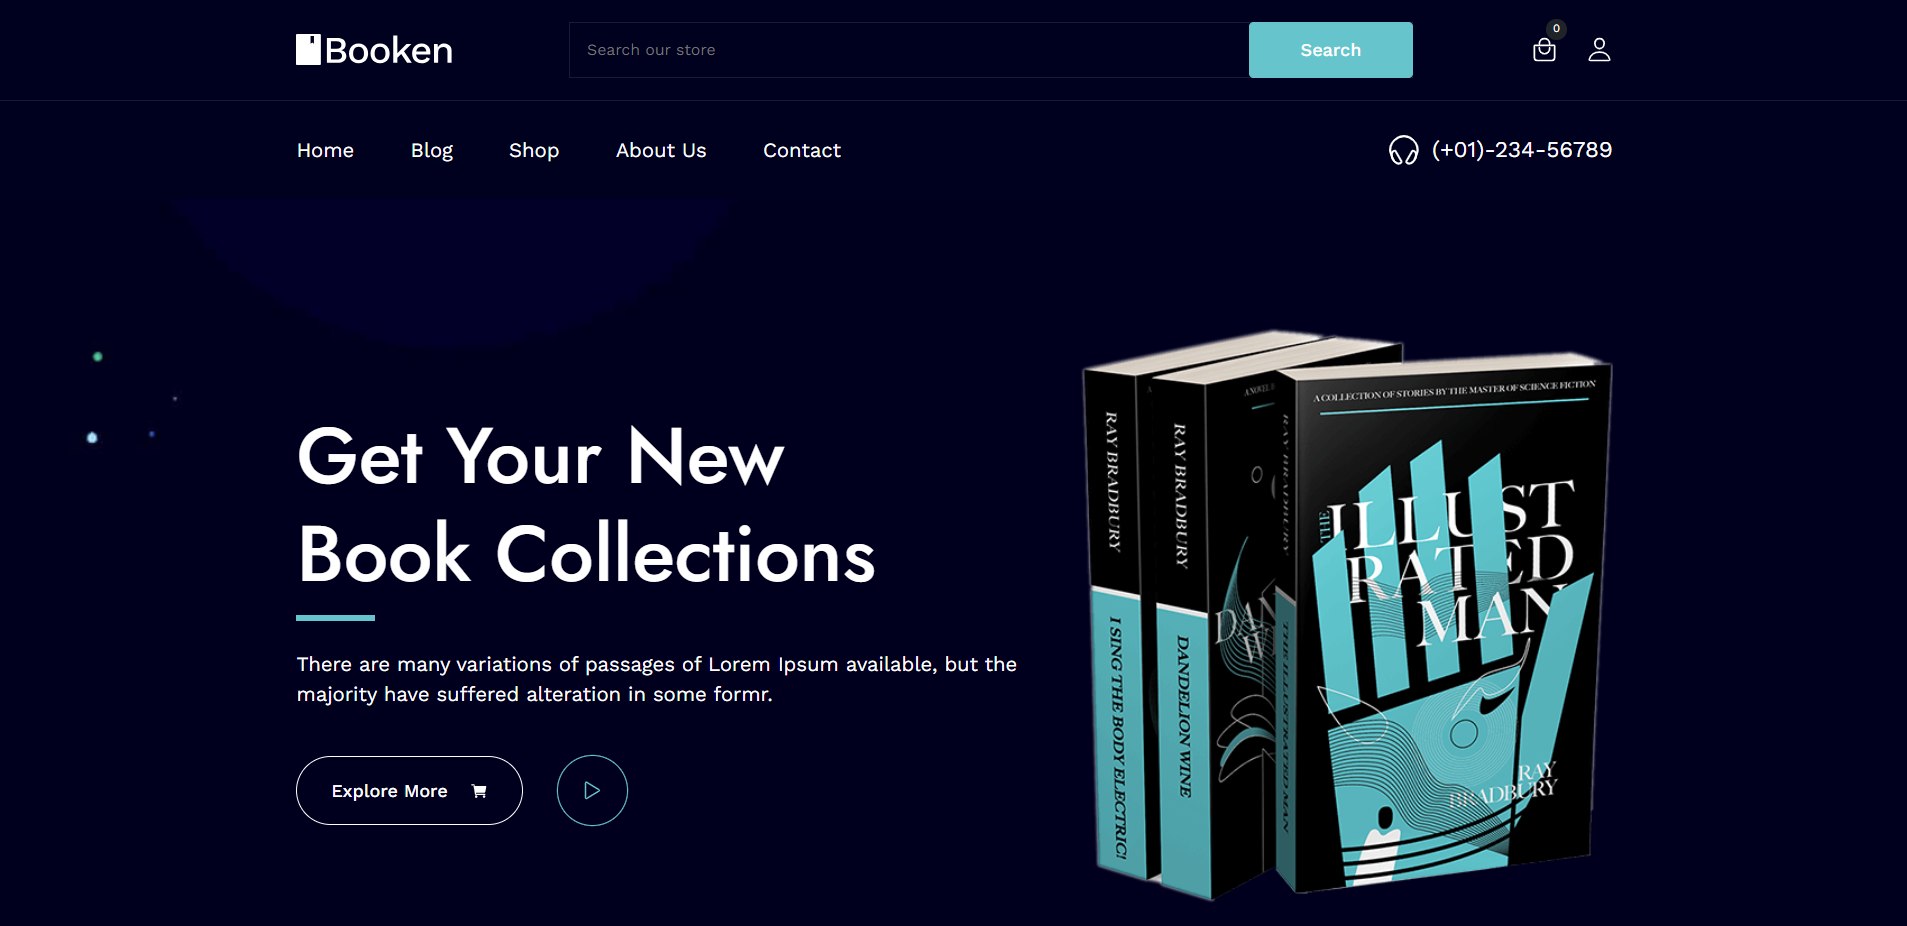 Booken
Search our store
Search
0
Home
Blog
Shop
About Us
Contact
(+01)-234-56789
Get Your New
Book Collections
There are many variations of passages of Lorem Ipsum available, but the
majority have suffered alteration in some formr.
Explore More
RAY BRADBURY
I SING THE BODY ELECTRIC!
RAY BRADBURY
DANDELION WINE
A NOVEL
RAY BRADBURY
THE ILLUSTRATED MAN
A COLLECTION OF STORIES BY THE MASTER OF SCIENCE FICTION
THE
ILLUST
RATED
MAN
RAY
BRADBURY